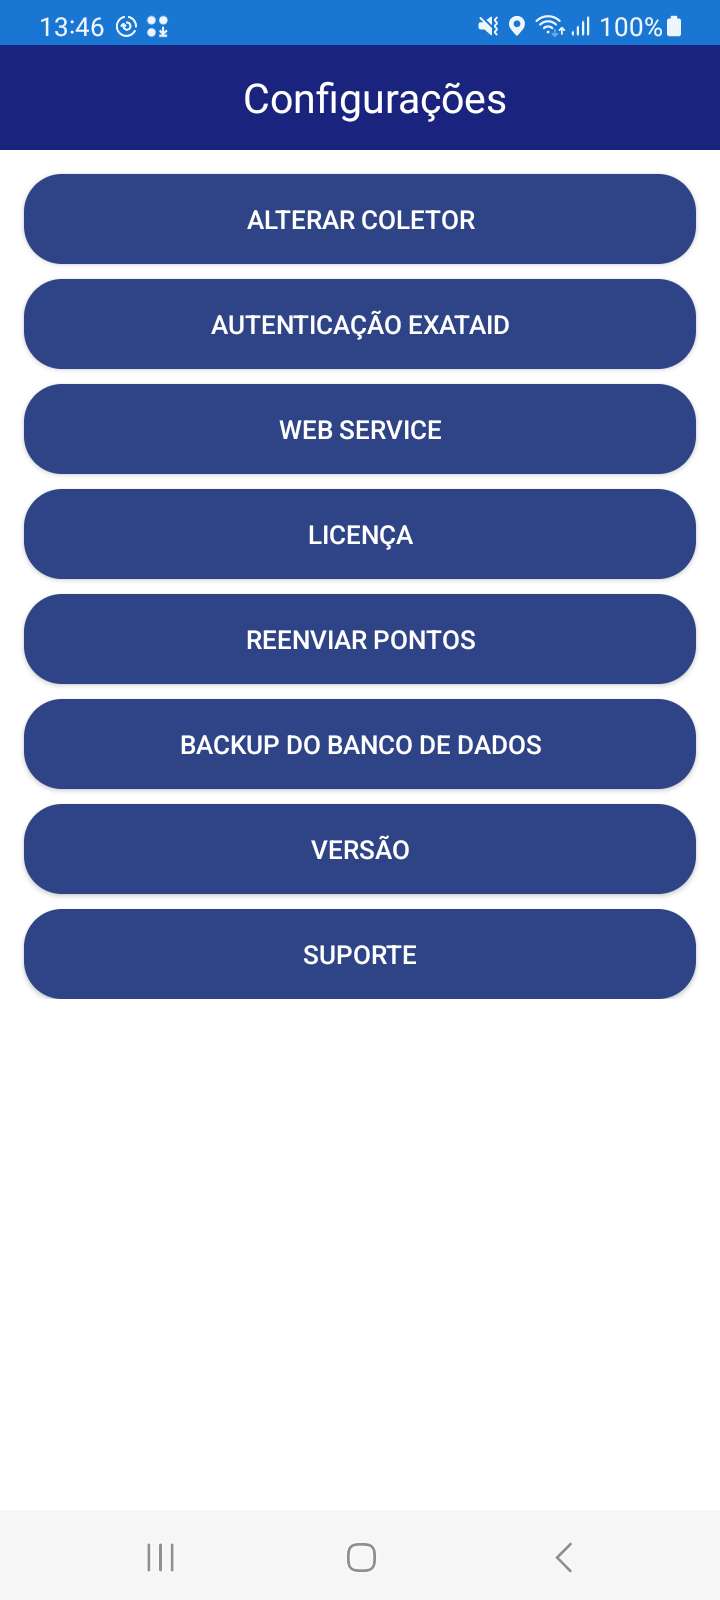 13:46
100%
Configurações
ALTERAR COLETOR
AUTENTICAÇÃO EXATAID
WEB SERVICE
LICENÇA
REENVIAR PONTOS
BACKUP DO BANCO DE DADOS
VERSÃO
SUPORTE